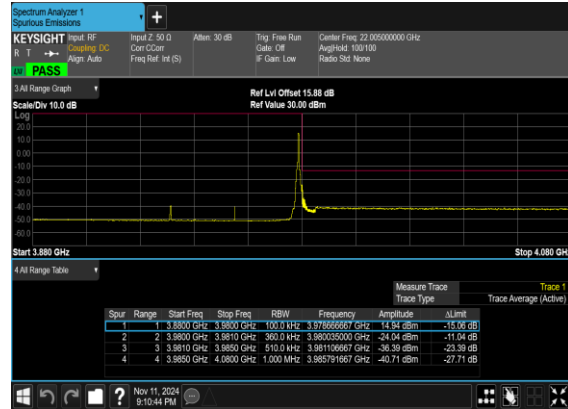 Spectrum Analyzer 1
Spurious Emissions
KEYSIGHT Input: RF Input Z: 50 Ω Atten: 30 dB Trig: Free Run Center Freq: 22.005000000 GHz
R T Coupling: DC Corr CCorr Gate: Off Avg|Hold: 100/100
Align: Auto Freq Ref: Int (S) IF Gain: Low Radio Std: None
LW PASS
3 All Range Graph
Ref Lvl Offset 15.88 dB
Scale/Div 10.0 dB Ref Value 30.00 dBm
Log
20.0
10.0
0.00
-10.0
-20.0
-30.0
-40.0
-50.0
-60.0
Start 3.880 GHz Stop 4.080 GHz
4 All Range Table
Measure Trace Trace 1
Trace Type Trace Average (Active)
Spur Range Start Freq Stop Freq RBW Frequency Amplitude ΔLimit
1 1 3.8800 GHz 3.9800 GHz 100.0 kHz 3.978666667 GHz 14.94 dBm -15.06 dB
2 2 3.9800 GHz 3.9810 GHz 360.0 kHz 3.980035000 GHz -24.04 dBm -11.04 dB
3 3 3.9810 GHz 3.9850 GHz 510.0 kHz 3.981106667 GHz -36.39 dBm -23.39 dB
4 4 3.9850 GHz 4.0800 GHz 1.000 MHz 3.985791667 GHz -40.71 dBm -27.71 dB
Nov 11, 2024
9:10:44 PM